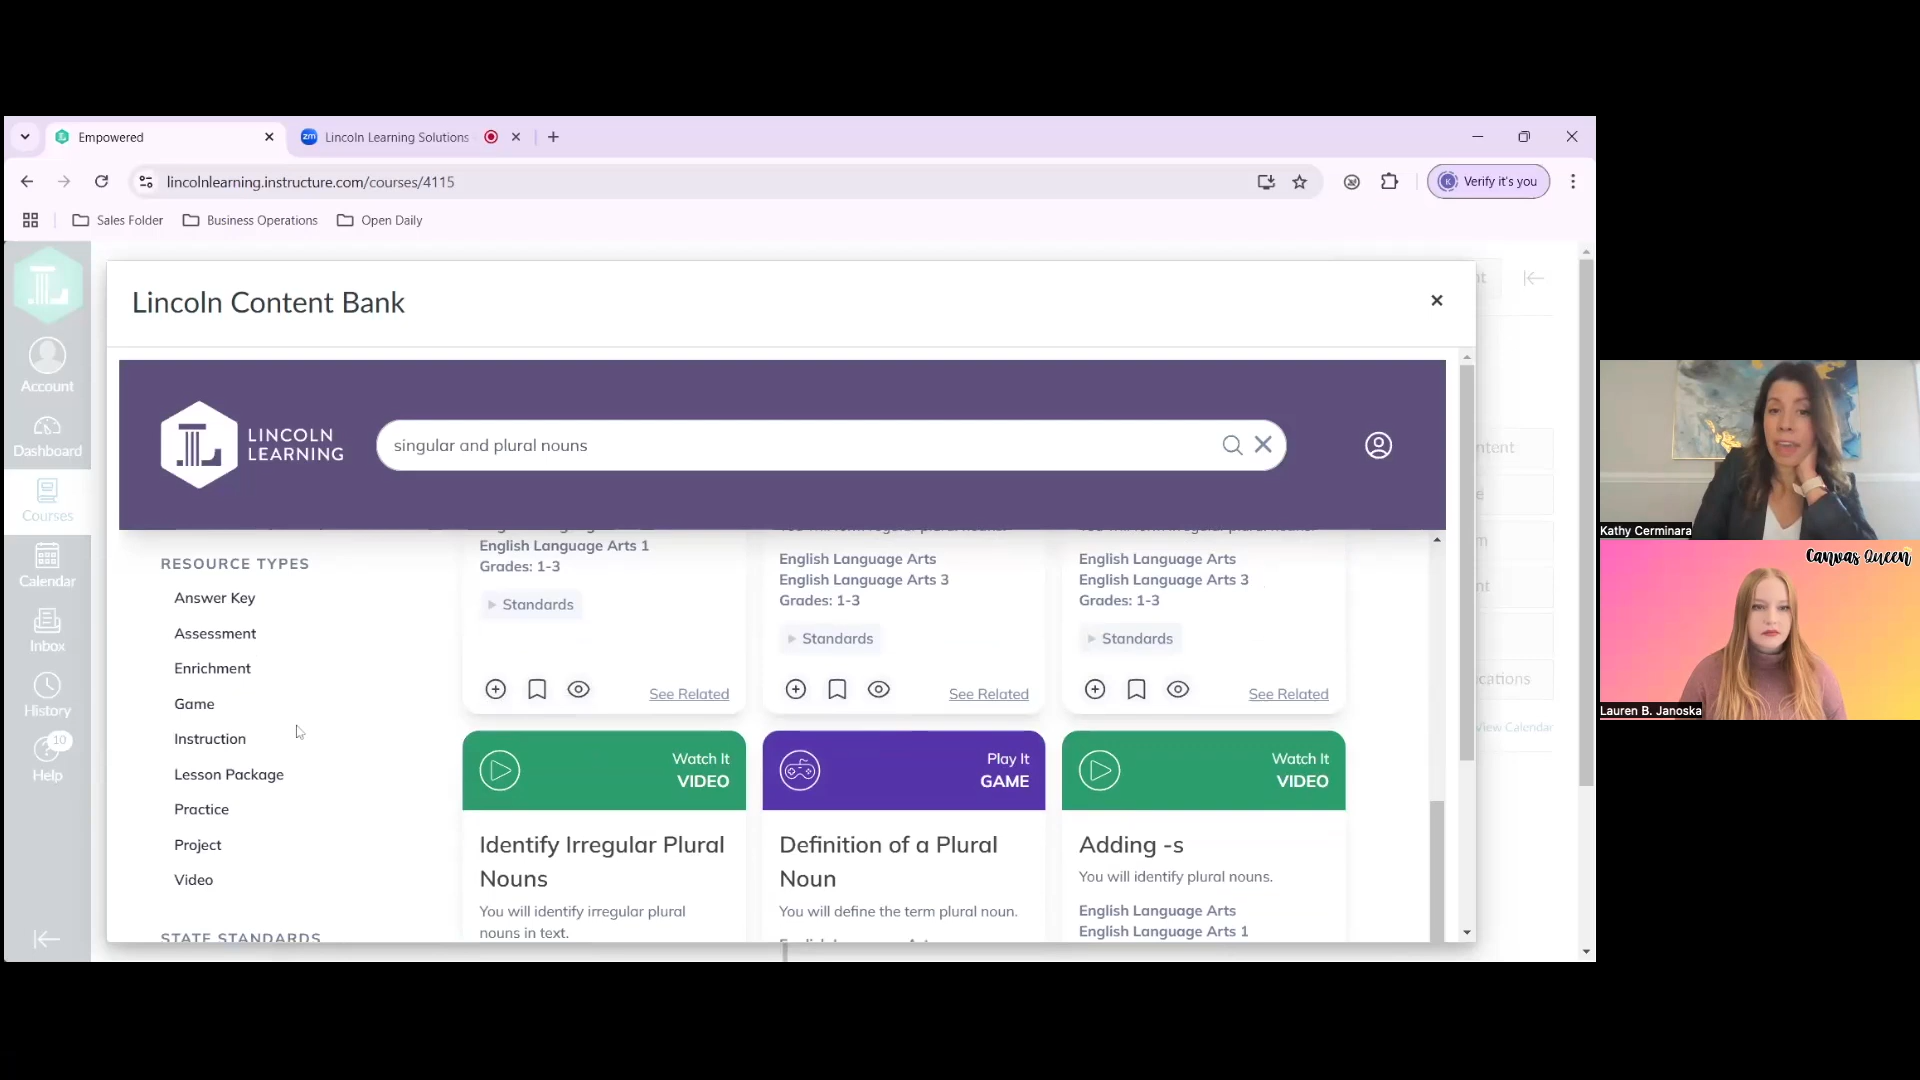 Empowered
zm
Lincoln Learning Solutions
lincolnlearning.instructure.com/courses/4115
K
Verify it's you
Sales Folder
Business Operations
Open Daily
Account
Dashboard
Courses
Calendar
Inbox
History
10
Help
Lincoln Content Bank
LINCOLN
LEARNING
singular and plural nouns
RESOURCE TYPES
Answer Key
Assessment
Enrichment
Game
Instruction
Lesson Package
Practice
Project
Video
STATE STANDARDS
English Language Arts 1
Grades: 1-3
Standards
See Related
English Language Arts
English Language Arts 3
Grades: 1-3
Standards
See Related
English Language Arts
English Language Arts 3
Grades: 1-3
Standards
See Related
Watch It
VIDEO
Identify Irregular Plural
Nouns
You will identify irregular plural
nouns in text.
Play It
GAME
Definition of a Plural
Noun
You will define the term plural noun.
Watch It
VIDEO
Adding -s
You will identify plural nouns.
English Language Arts
English Language Arts 1
View Calendar
Kathy Cerminara
Canvas Queen
Lauren B. Janoska